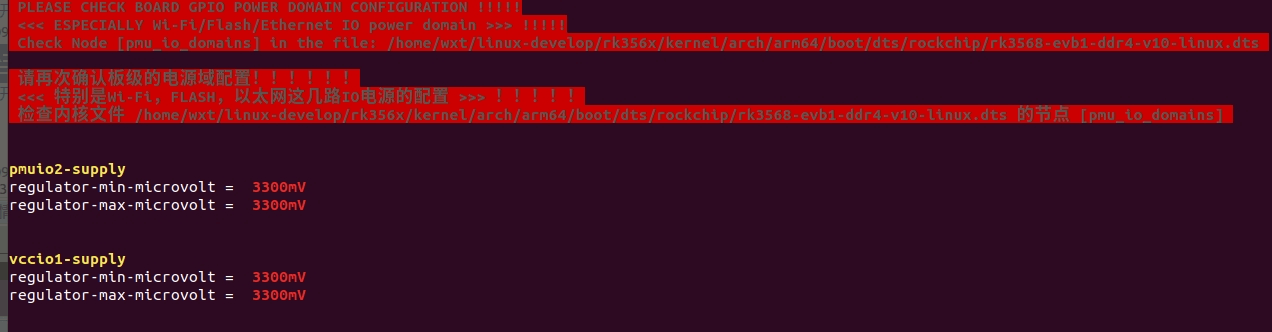 PLEASE CHECK BOARD GPIO POWER DOMAIN CONFIGURATION !!!!!
<<< ESPECIALLY Wi-Fi/Flash/Ethernet IO power domain >>> !!!!!
Check Node [pmu_io_domains] in the file: /home/wxt/linux-develop/rk356x/kernel/arch/arm64/boot/dts/rockchip/rk3568-evb1-ddr4-v10-linux.dts
请再次确认板级的电源域配置！！！！！！
<<< 特别是Wi-Fi，FLASH，以太网这几路IO电源的配置 >>> ！！！！！
检查内核文件 /home/wxt/linux-develop/rk356x/kernel/arch/arm64/boot/dts/rockchip/rk3568-evb1-ddr4-v10-linux.dts 的节点 [pmu_io_domains]
pmuio2-supply
regulator-min-microvolt = 3300mV
regulator-max-microvolt = 3300mV
vccio1-supply
regulator-min-microvolt = 3300mV
regulator-max-microvolt = 3300mV